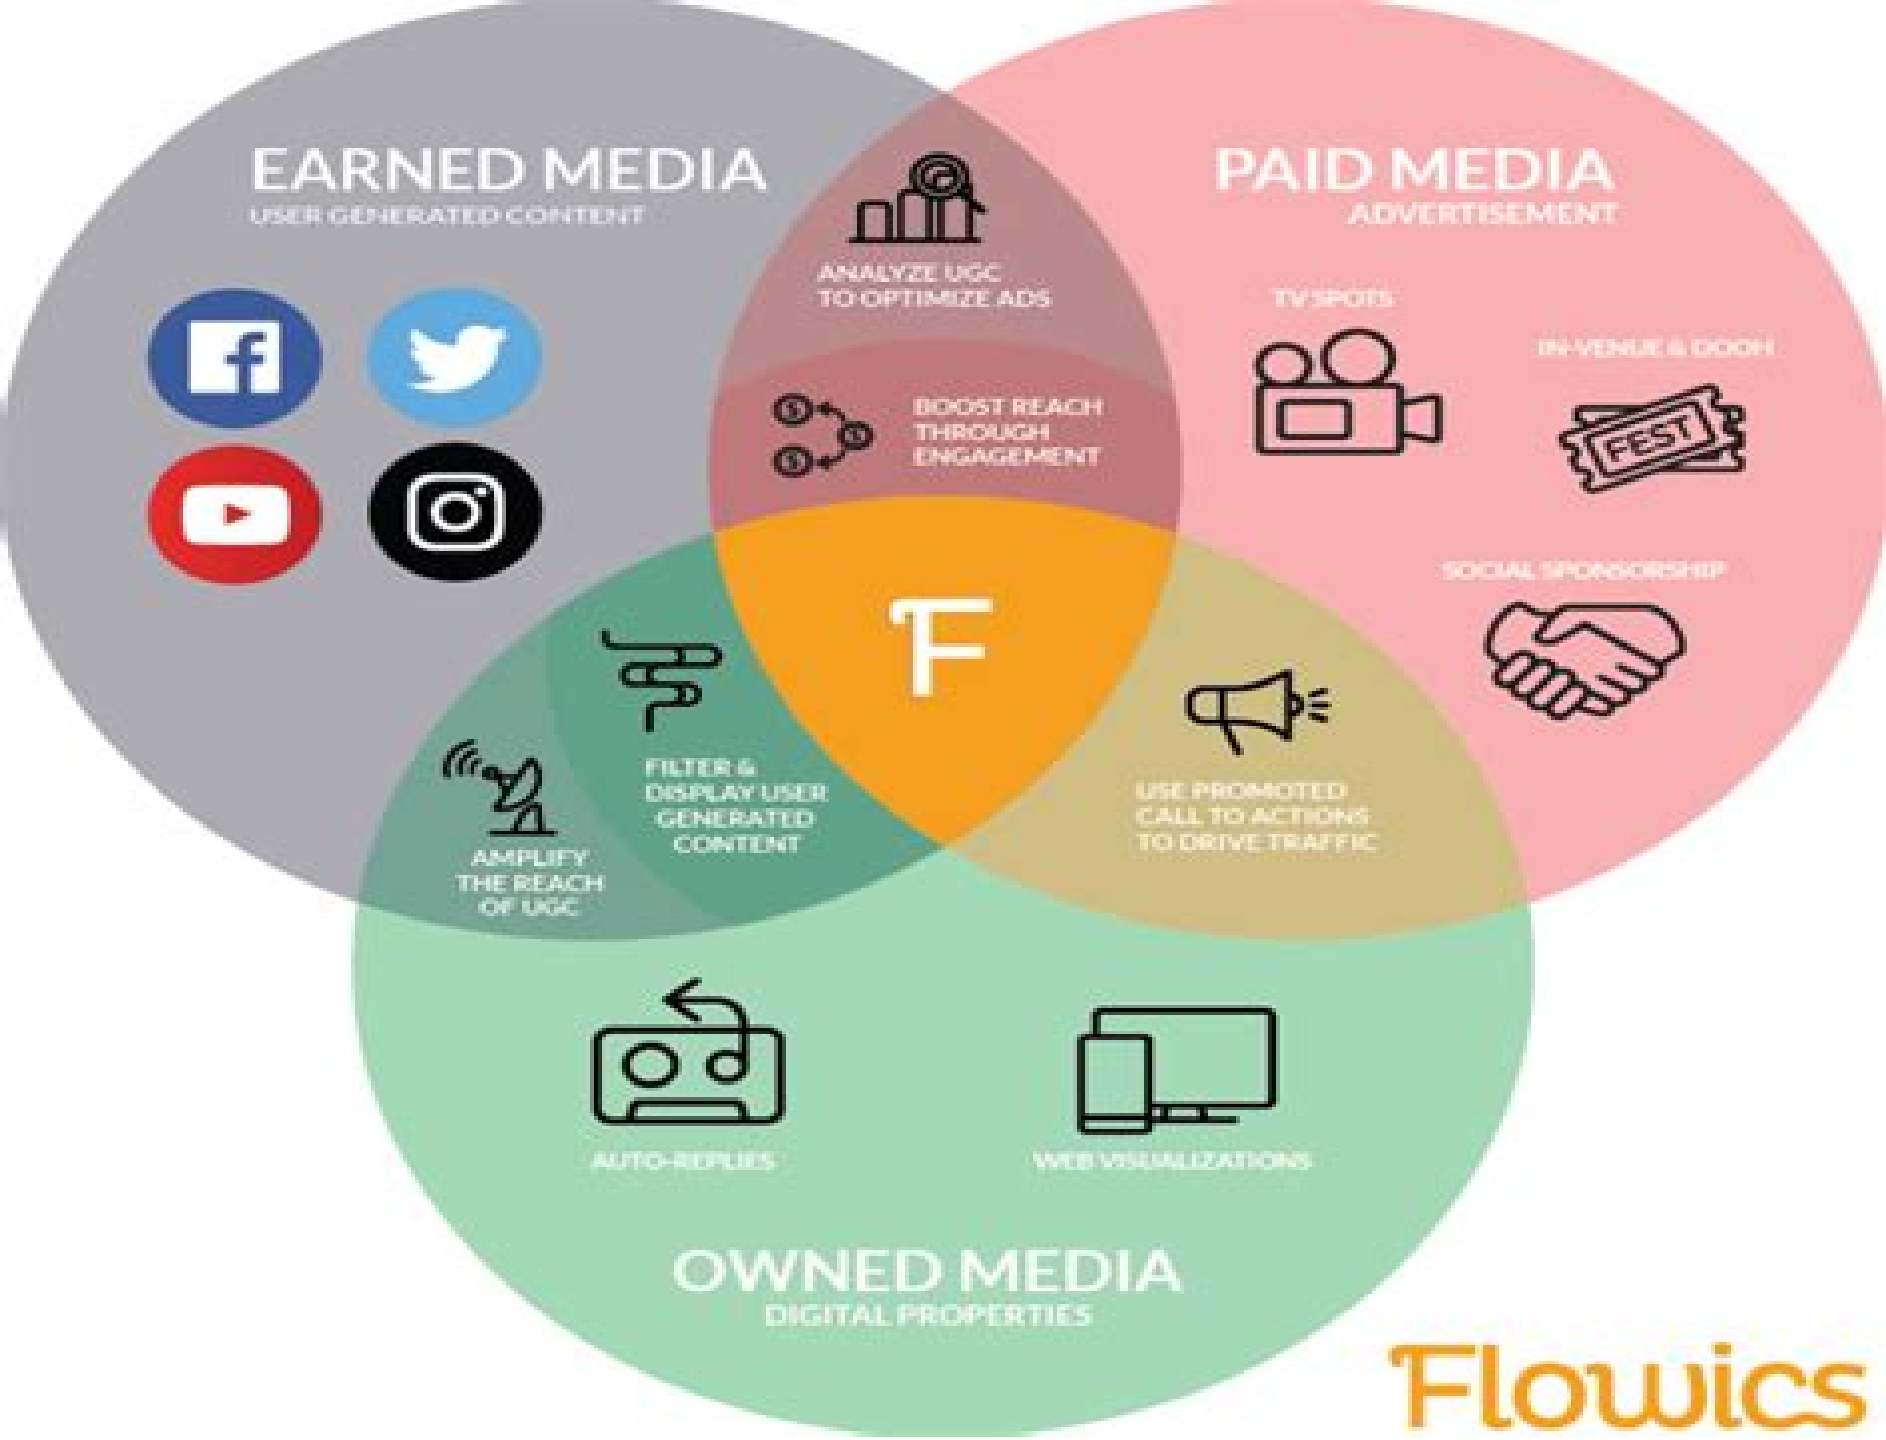 EARNED MEDIA
USER GENERATED CONTENT
PAID MEDIA
ADVERTISEMENT
ANALYZE UGC
TO OPTIMIZE ADS
TV SPOTS
IN-VENUE & DOOH
FEST
BOOST REACH
THROUGH
ENGAGEMENT
SOCIAL SPONSORSHIP
F
FILTER &
DISPLAY USER
GENERATED
CONTENT
AMPLIFY
THE REACH
OF UGC
USE PROMOTED
CALL TO ACTIONS
TO DRIVE TRAFFIC
AUTO-REPLIES
WEB VISUALIZATIONS
OWNED MEDIA
DIGITAL PROPERTIES
Flowics